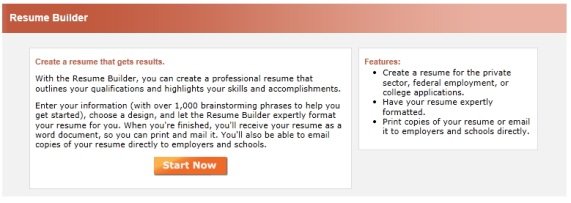 Resume Builder
Create a resume that gets results.
With the Resume Builder, you can create a professional resume that
outlines your qualifications and highlights your skills and accomplishments.
Enter your information (with over 1,000 brainstorming phrases to help you
get started), choose a design, and let the Resume Builder expertly format
your resume for you. When you're finished, you'll receive your resume as a
word document, so you can print and mail it. You'll also be able to email
copies of your resume directly to employers and schools.
Start Now
Features:
• Create a resume for the private
sector, federal employment, or
college applications.
• Have your resume expertly
formatted.
• Print copies of your resume or email
it to employers and schools directly.